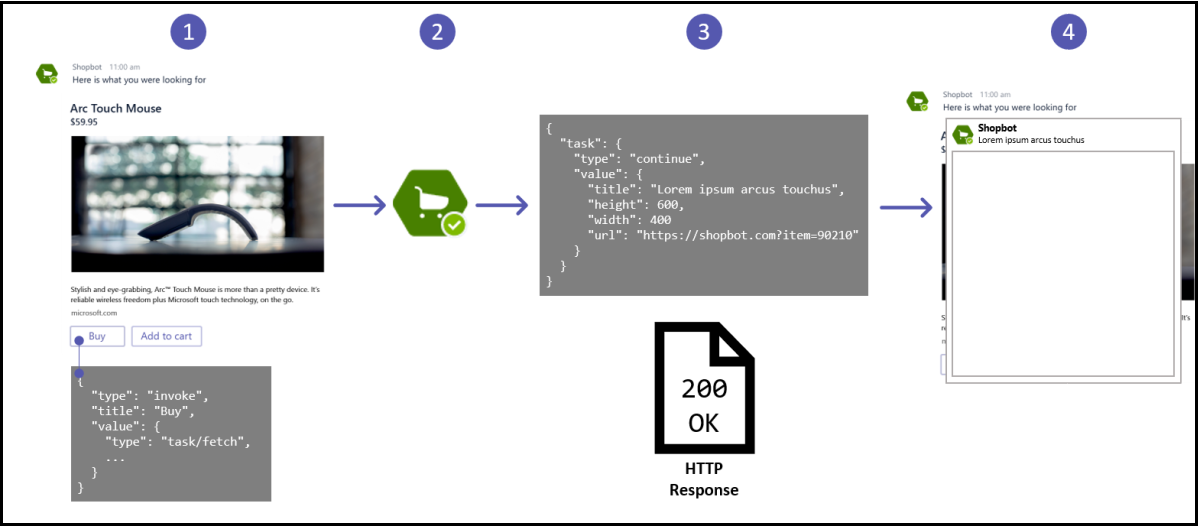 1
2
3
4
Shopbot 11:00 am
Here is what you were looking for
Arc Touch Mouse
$59.95
Stylish and eye-grabbing, Arc™ Touch Mouse is more than a pretty device. It's
reliable wireless freedom plus Microsoft touch technology, on the go.
microsoft.com
Buy
Add to cart
{
"type": "invoke",
"title": "Buy",
"value": {
"type": "task/fetch",
...
}
}
{
"task": {
"type": "continue",
"value": {
"title": "Lorem ipsum arcus touchus",
"height": 600,
"width": 400
"url": "https://shopbot.com?item=90210"
}
}
}
200
OK
HTTP
Response
Shopbot 11:00 am
Here is what you were looking for
Shopbot
Lorem ipsum arcus touchus
It's